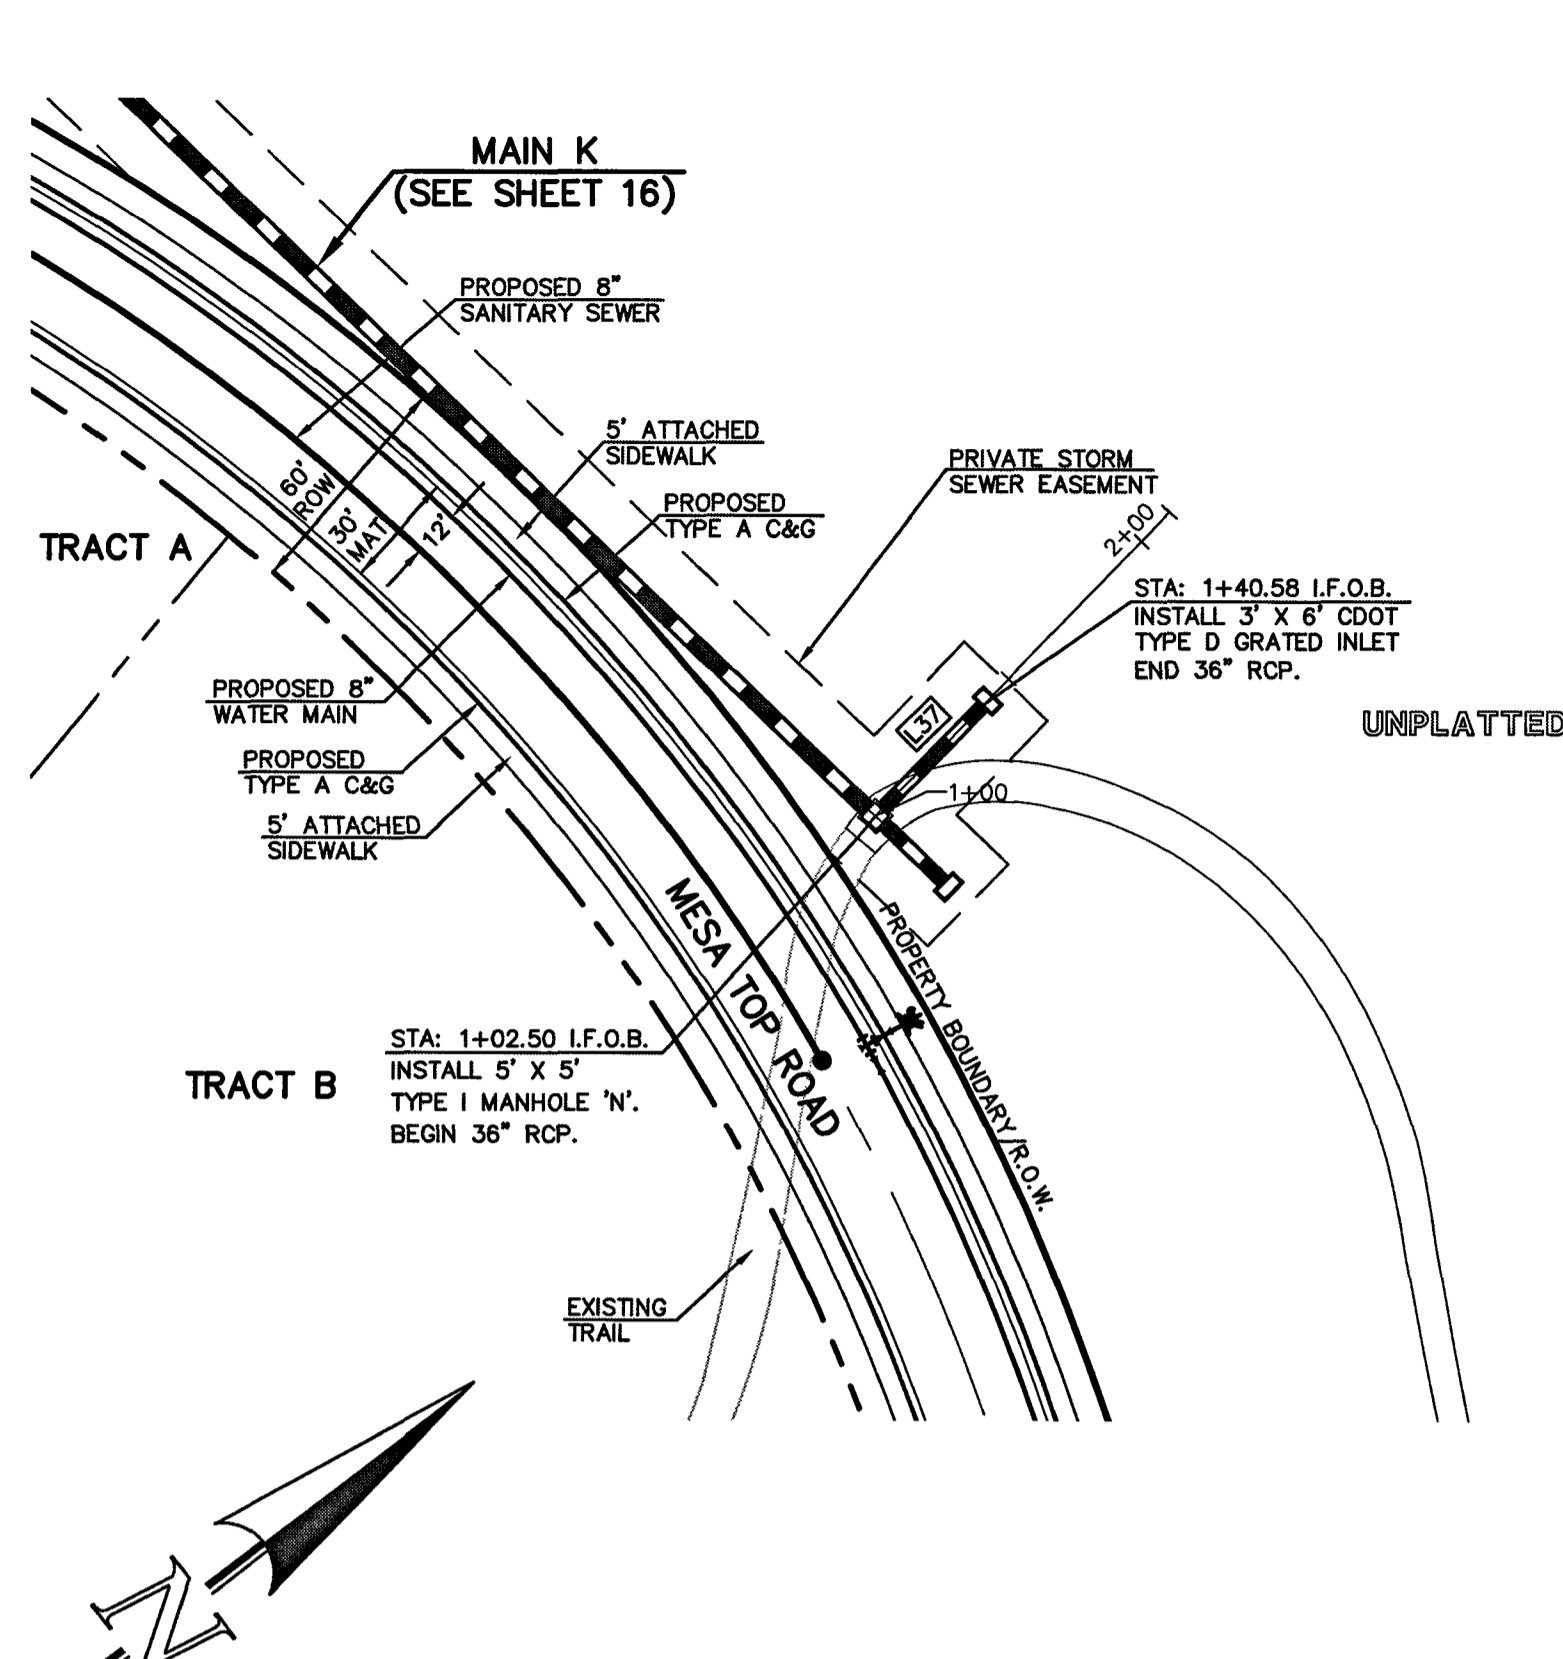 MAIN K
(SEE SHEET 16)
PROPOSED 8"
SANITARY SEWER
5' ATTACHED
SIDEWALK
PROPOSED
TYPE A C&G
PRIVATE STORM
SEWER EASEMENT
60'
ROW
30'
MAT
12'
TRACT A
2+00
STA: 1+40.58 I.F.O.B.
INSTALL 3' X 6' CDOT
TYPE D GRATED INLET
END 36" RCP.
L37
UNPLATTED
1+00
PROPOSED 8"
WATER MAIN
PROPOSED
TYPE A C&G
5' ATTACHED
SIDEWALK
MESA TOP ROAD
PROPERTY BOUNDARY/R.O.W.
STA: 1+02.50 I.F.O.B.
INSTALL 5' X 5'
TYPE I MANHOLE 'N'.
BEGIN 36" RCP.
TRACT B
EXISTING
TRAIL
N